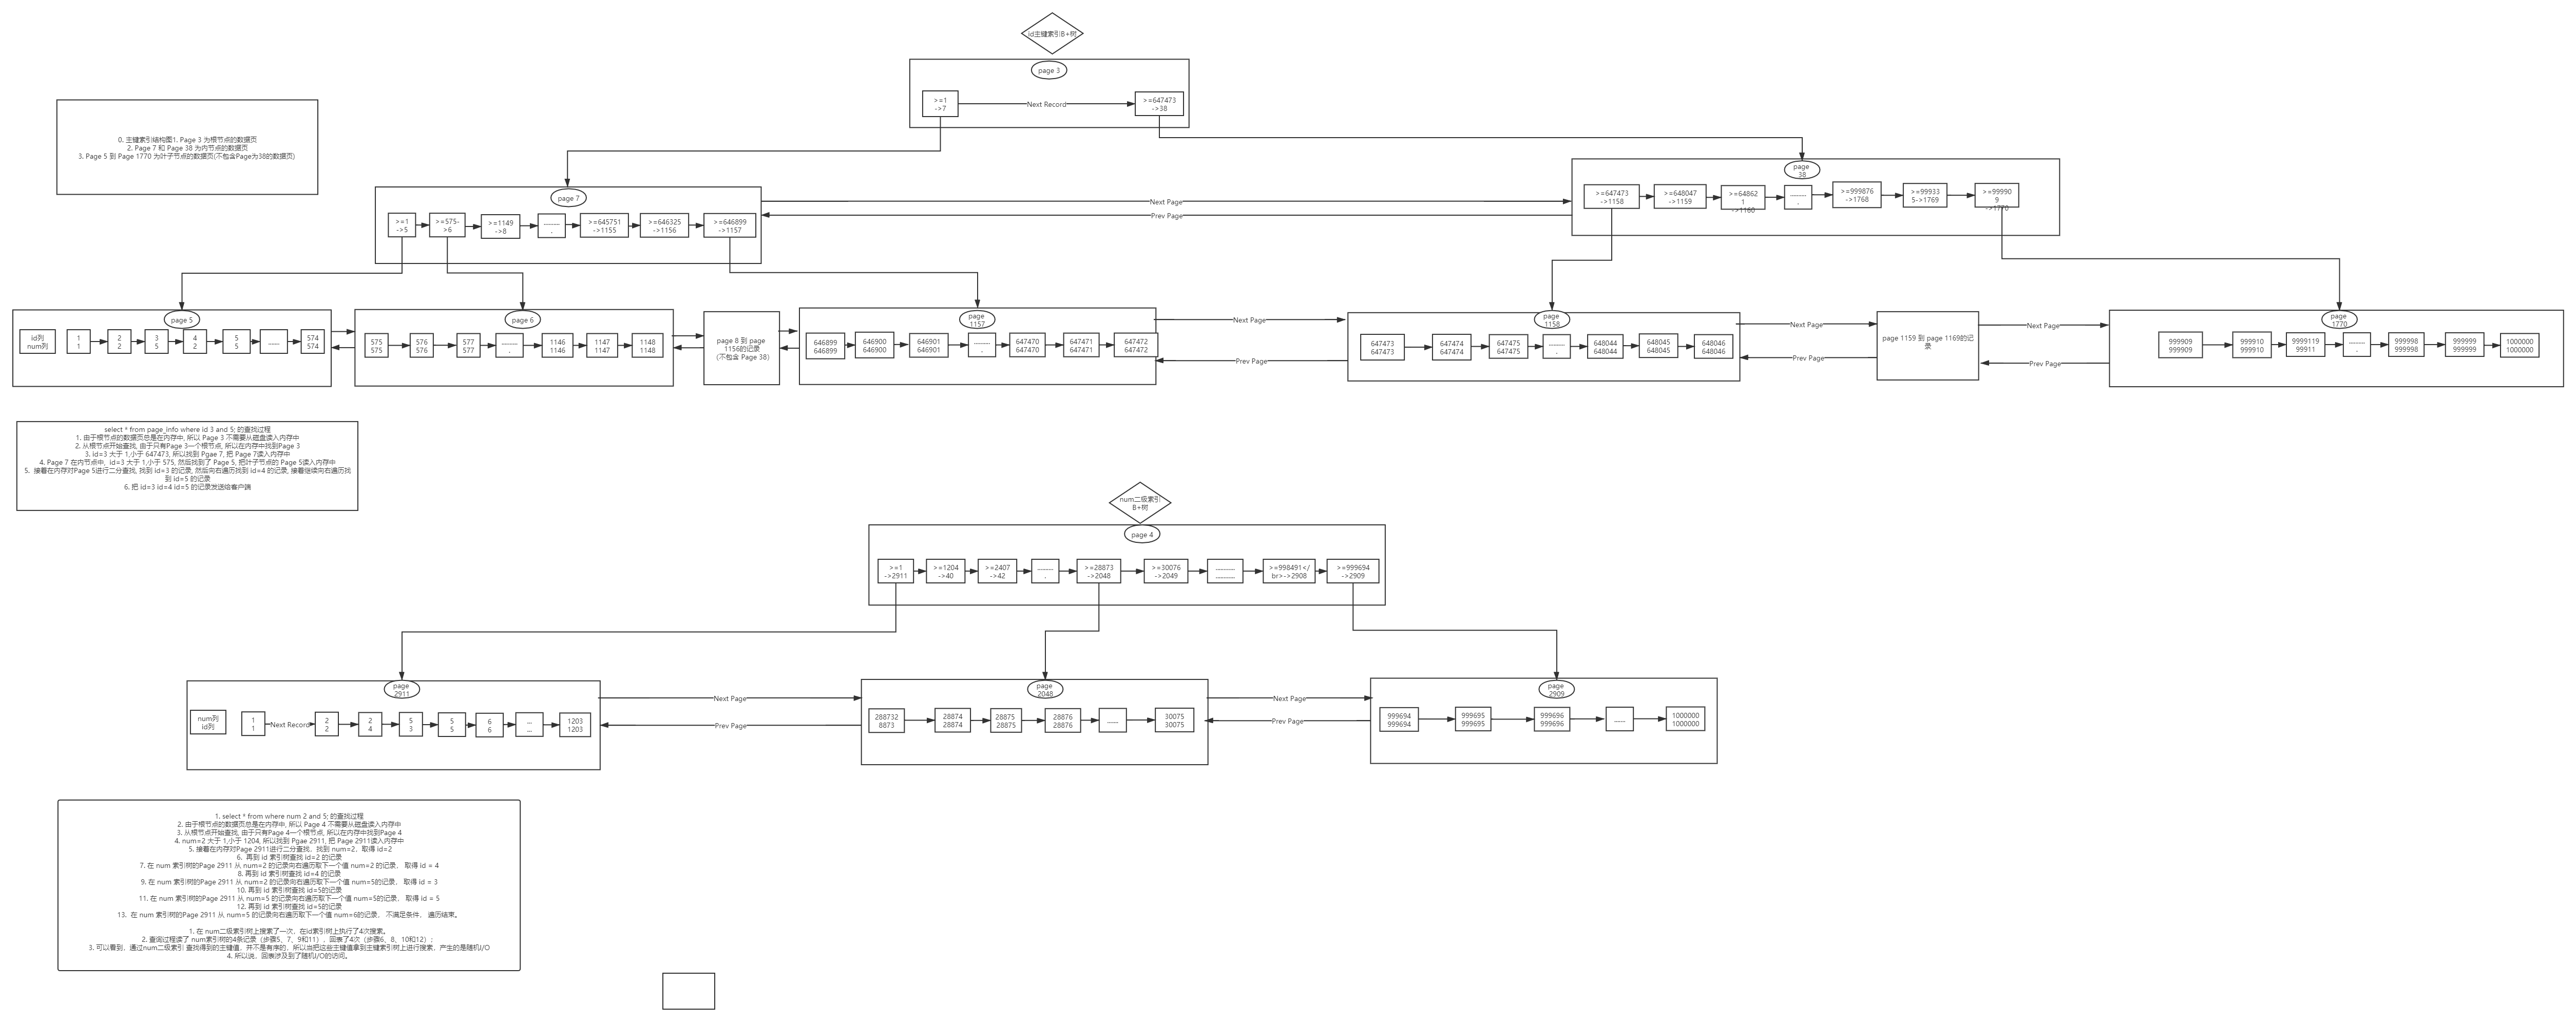 id主键索引B+树
page 3
>=1
->7
Next Record
>=647473
->38
0. 主键索引结构图1. Page 3 为根节点的数据页
2. Page 7 和 Page 38 为内节点的数据页
3. Page 5 到 Page 1770 为叶子节点的数据页(不包含Page为38的数据页)
page 7
>=1
->5
>=575-
>6
>=1149
->8
.........
.
>=645751
->1155
>=646325
->1156
>=646899
->1157
Next Page
Prev Page
page
38
>=647473
->1158
>=648047
->1159
>=64862
1
->1160
.........
.
>=999876
->1768
>=99933
5->1769
>=99990
9
->1770
page 5
id列
num列
1
1
2
2
3
5
4
2
5
5
......
574
574
page 6
575
575
576
576
577
577
.........
.
1146
1146
1147
1147
1148
1148
page 8 到 page
1156的记录
(不包含 Page 38)
page
1157
646899
646899
646900
646900
646901
646901
.........
.
647470
647470
647471
647471
647472
647472
Next Page
Prev Page
page
1158
647473
647473
647474
647474
647475
647475
.........
.
648044
648044
648045
648045
648046
648046
Next Page
Prev Page
page 1159 到 page 1169的记
录
Next Page
Prev Page
page
1770
999909
999909
999910
999910
9999119
99911
.........
.
999998
999998
999999
999999
1000000
1000000
select * from page_info where id 3 and 5; 的查找过程
1. 由于根节点的数据页总是在内存中, 所以 Page 3 不需要从磁盘读入内存中
2. 从根节点开始查找, 由于只有Page 3一个根节点, 所以在内存中找到Page 3
3. id=3 大于 1,小于 647473, 所以找到 Pgae 7, 把 Page 7读入内存中
4. Page 7 在内节点中, id=3 大于 1,小于 575, 然后找到了 Page 5, 把叶子节点的 Page 5读入内存中
5. 接着在内存对Page 5进行二分查找, 找到 id=3 的记录, 然后向右遍历找到 id=4 的记录, 接着继续向右遍历找
到 id=5 的记录
6. 把 id=3 id=4 id=5 的记录发送给客户端
num二级索引
B+树
page 4
>=1
->2911
>=1204
->40
>=2407
->42
.........
.
>=28873
->2048
>=30076
->2049
..........
..........
>=998491</
br>->2908
>=999694
->2909
page
2911
num列
id列
1
1
Next Record
2
2
2
4
5
3
5
5
6
6
...
...
1203
1203
Next Page
Prev Page
page
2048
288732
8873
28874
28874
28875
28875
28876
28876
......
30075
30075
Next Page
Prev Page
page
2909
999694
999694
999695
999695
999696
999696
......
1000000
1000000
1. select * from where num 2 and 5; 的查找过程
2. 由于根节点的数据页总是在内存中, 所以 Page 4 不需要从磁盘读入内存中
3. 从根节点开始查找, 由于只有Page 4一个根节点, 所以在内存中找到Page 4
4. num=2 大于 1,小于 1204, 所以找到 Pgae 2911, 把 Page 2911读入内存中
5. 接着在内存对Page 2911进行二分查找，找到 num=2，取得 id=2
6. 再到 id 索引树查找 id=2 的记录
7. 在 num 索引树的Page 2911 从 num=2 的记录向右遍历取下一个值 num=2 的记录， 取得 id = 4
8. 再到 id 索引树查找 id=4 的记录
9. 在 num 索引树的Page 2911 从 num=2 的记录向右遍历取下一个值 num=5的记录， 取得 id = 3
10. 再到 id 索引树查找 id=5的记录
11. 在 num 索引树的Page 2911 从 num=5 的记录向右遍历取下一个值 num=5的记录， 取得 id = 5
12. 再到 id 索引树查找 id=5的记录
13. 在 num 索引树的Page 2911 从 num=5 的记录向右遍历取下一个值 num=6的记录， 不满足条件， 遍历结束。
1. 在 num二级索引树上搜索了一次，在id索引树上执行了4次搜索。
2. 查询过程读了 num索引树的4条记录（步骤5、7、9和11），回表了4次（步骤6、8、10和12）；
3. 可以看到，通过num二级索引 查找得到的主键值，并不是有序的，所以当把这些主键值拿到主键索引树上进行搜索，产生的是随机I/O
4. 所以说，回表涉及到了随机I/O的访问。